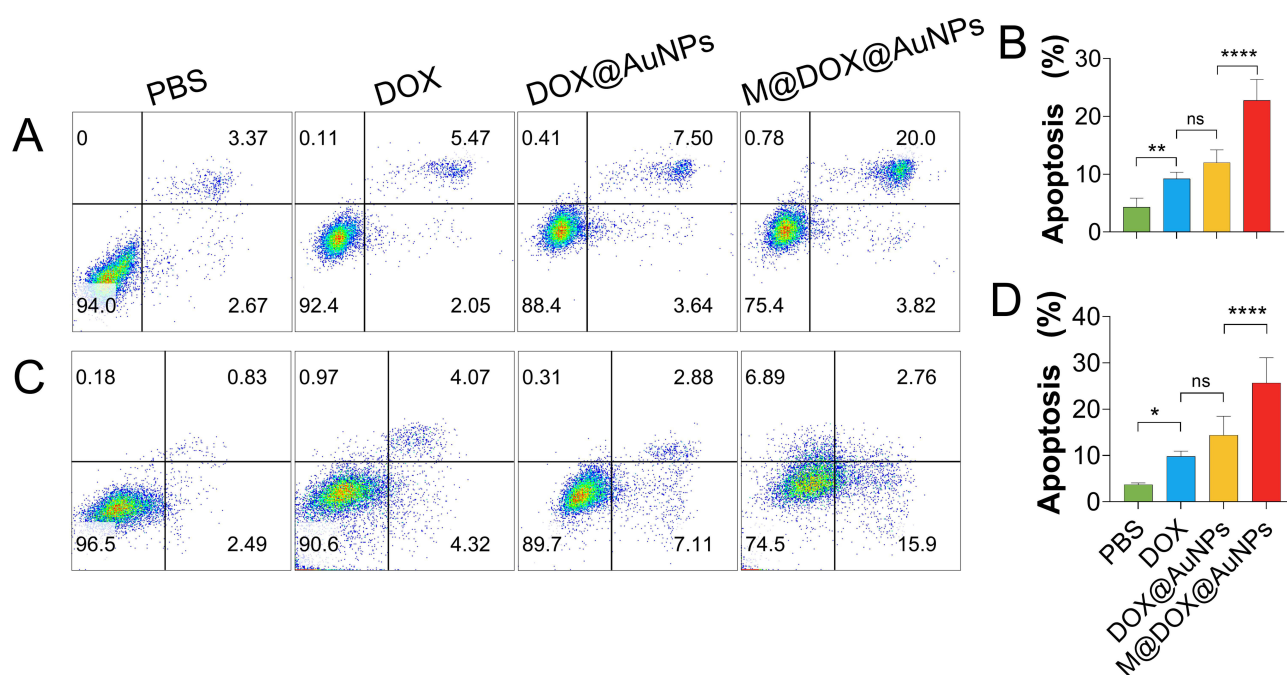 PBS
DOX
DOX@AuNPs
M@DOX@AuNPs
A
0 3.37
94.0 2.67
0.11 5.47
92.4 2.05
0.41 7.50
88.4 3.64
0.78 20.0
75.4 3.82
B
Apoptosis (%)
30
20
10
0
**
ns
****
C
0.18 0.83
96.5 2.49
0.97 4.07
90.6 4.32
0.31 2.88
89.7 7.11
6.89 2.76
74.5 15.9
D
Apoptosis (%)
40
30
20
10
0
*
ns
****
PBS
DOX
DOX@AuNPs
M@DOX@AuNPs